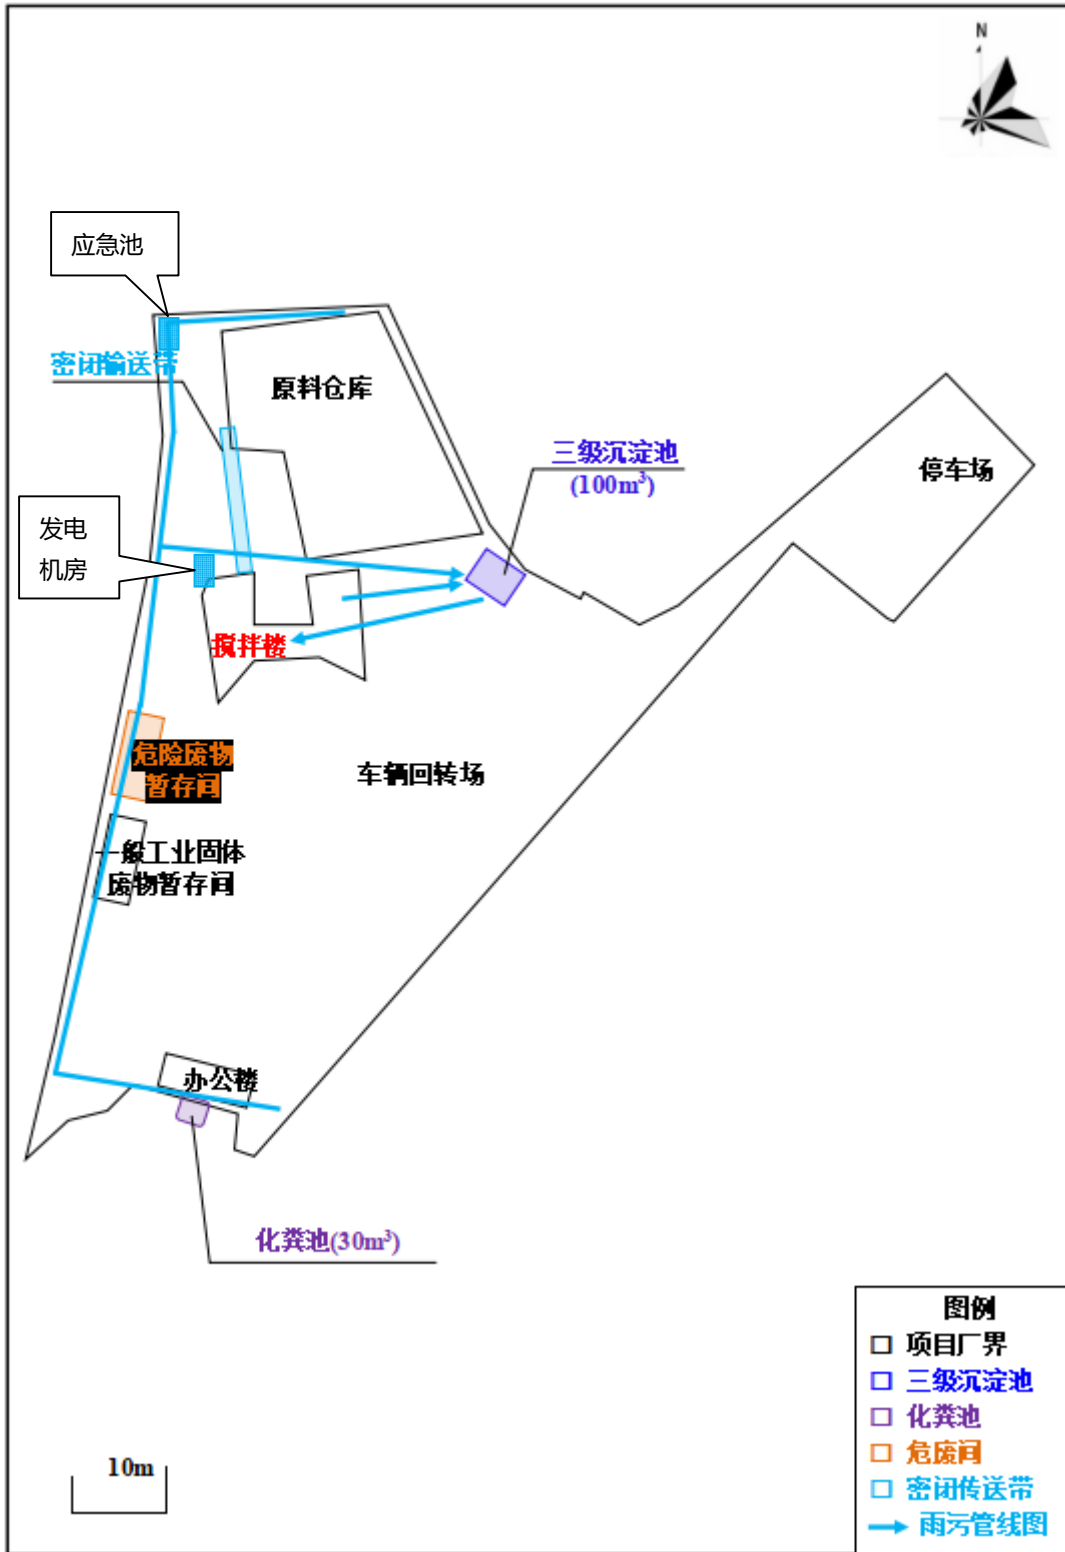 N
应急池
密闭输送带
原料仓库
三级沉淀池
(100m³)
停车场
发电
机房
搅拌楼
危险废物
暂存间
车辆回转场
一般工业固体
废物暂存间
办公楼
化粪池(30m³)
图例
项目厂界
三级沉淀池
化粪池
危废间
密闭传送带
雨污管线图
10m